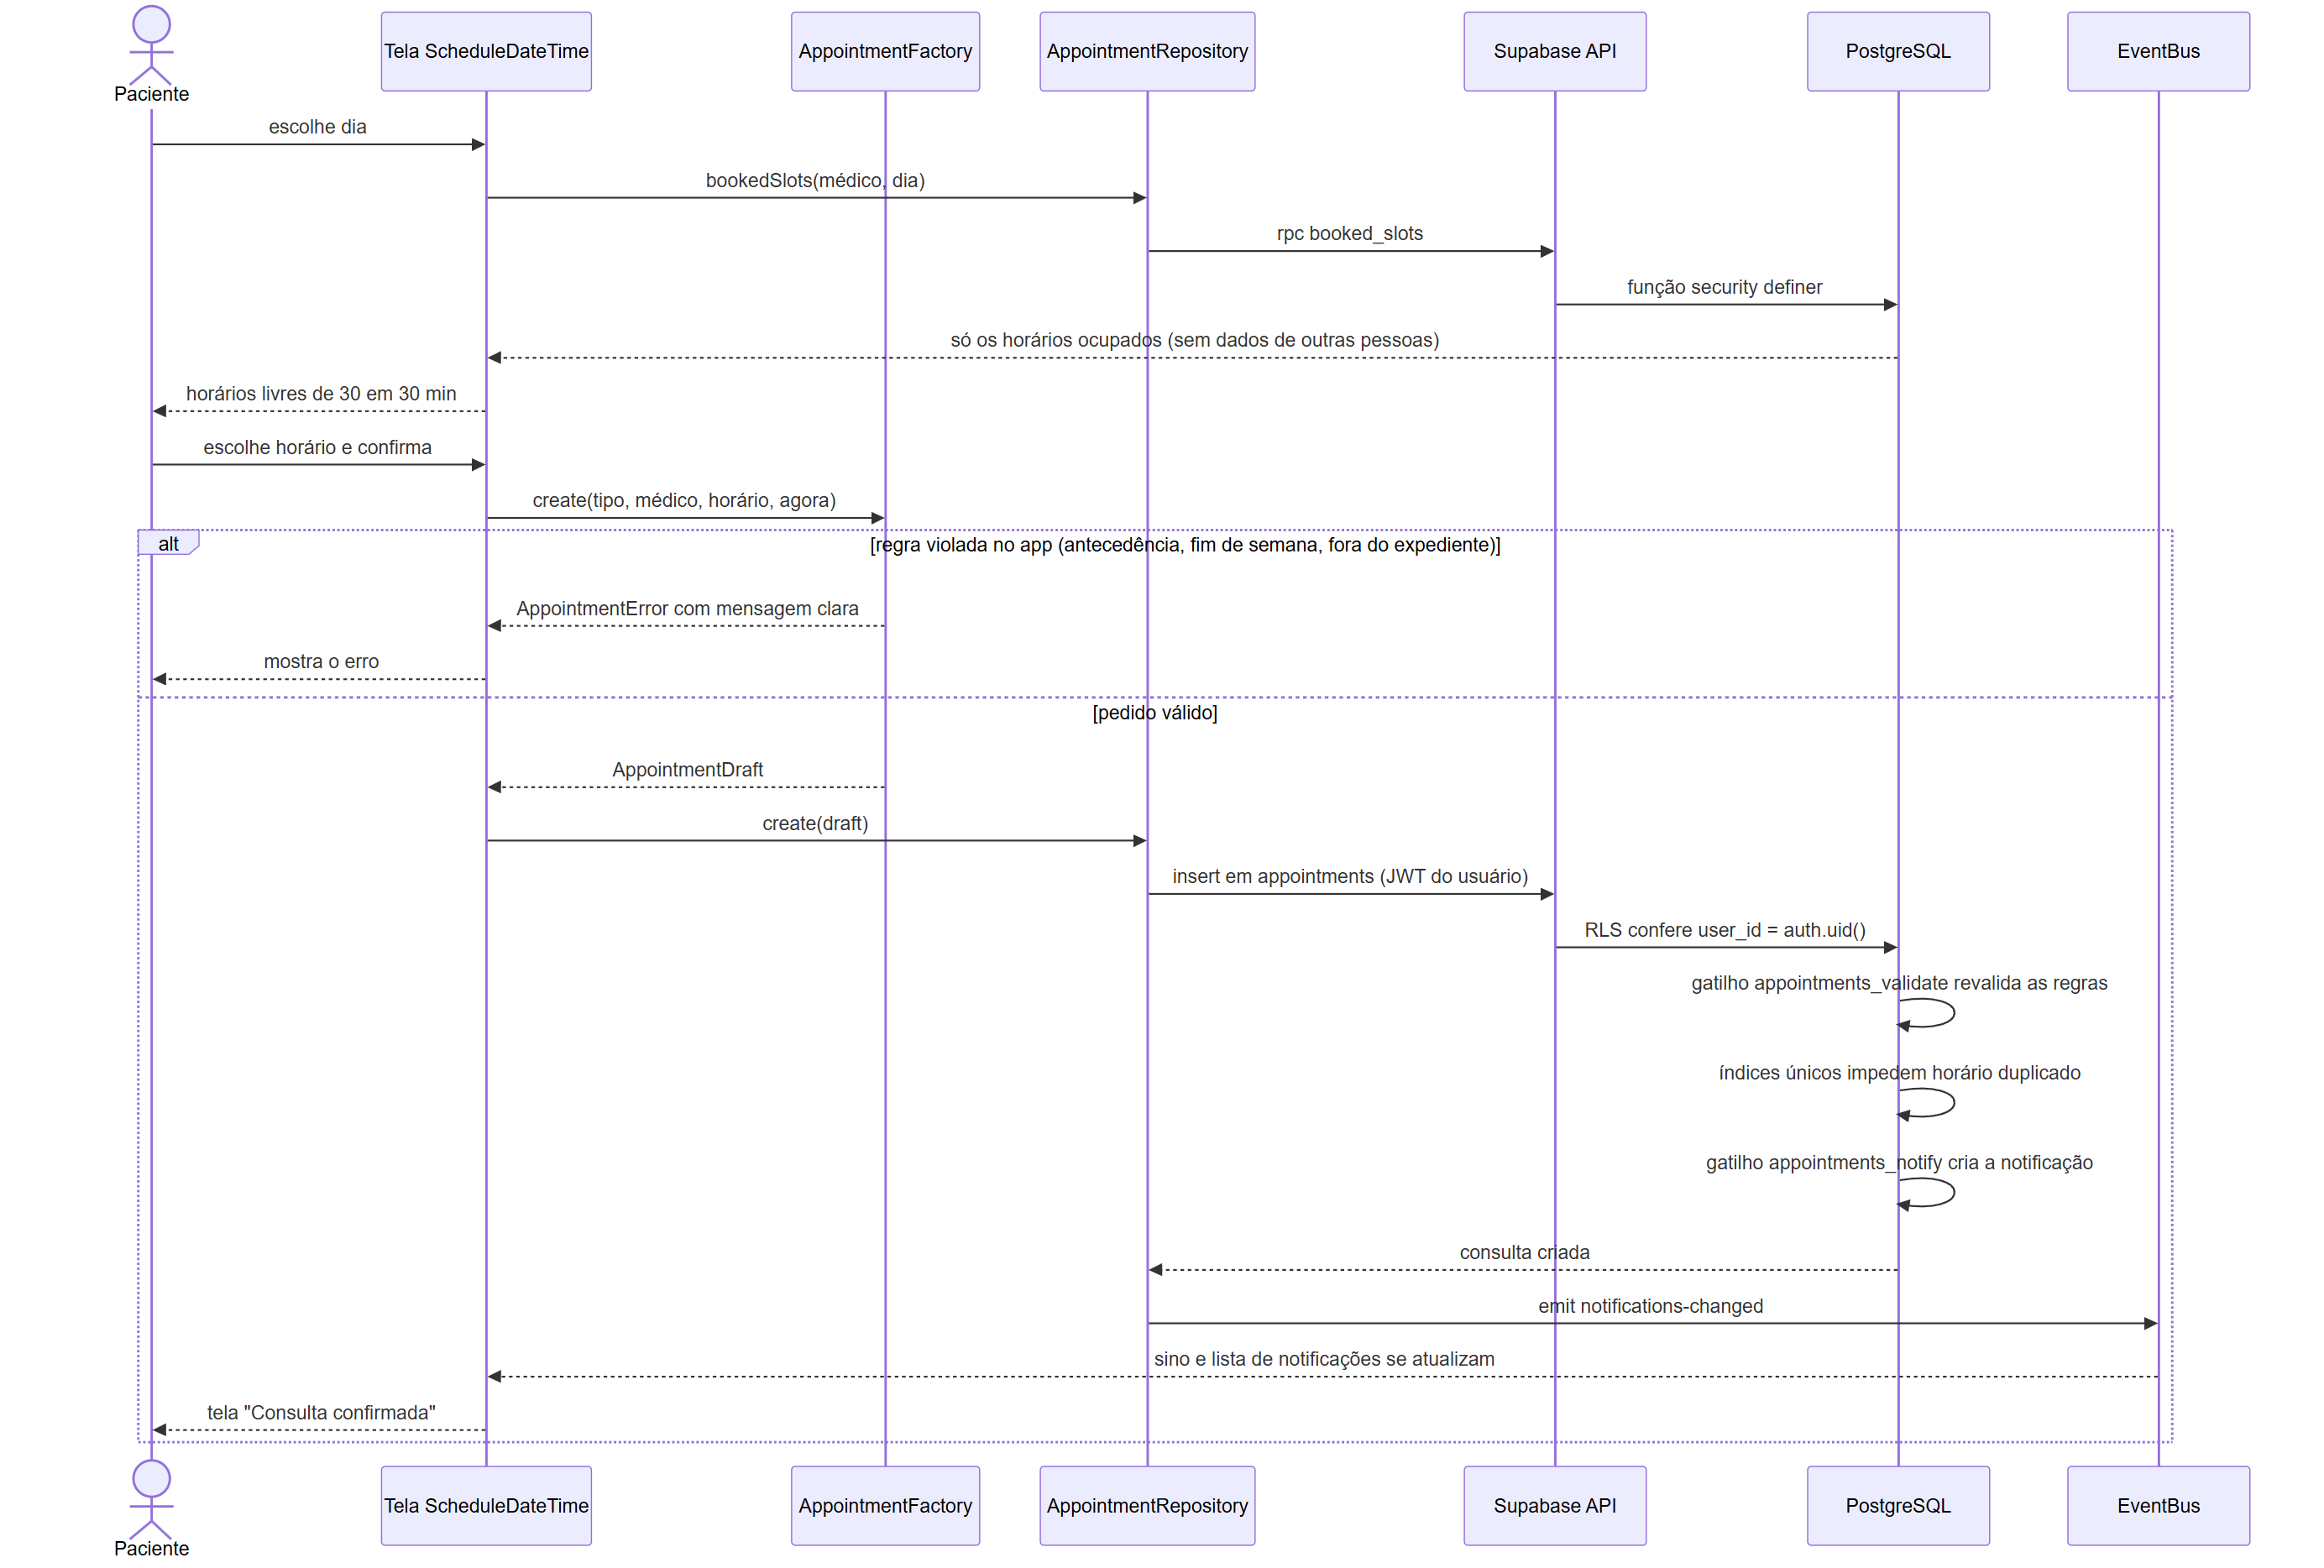 Paciente
Tela ScheduleDateTime
AppointmentFactory
AppointmentRepository
Supabase API
PostgreSQL
EventBus
escolhe dia
bookedSlots(médico, dia)
rpc booked_slots
função security definer
só os horários ocupados (sem dados de outras pessoas)
horários livres de 30 em 30 min
escolhe horário e confirma
create(tipo, médico, horário, agora)
alt
[regra violada no app (antecedência, fim de semana, fora do expediente)]
AppointmentError com mensagem clara
mostra o erro
[pedido válido]
AppointmentDraft
create(draft)
insert em appointments (JWT do usuário)
RLS confere user_id = auth.uid()
gatilho appointments_validate revalida as regras
índices únicos impedem horário duplicado
gatilho appointments_notify cria a notificação
consulta criada
emit notifications-changed
sino e lista de notificações se atualizam
tela "Consulta confirmada"
Paciente
Tela ScheduleDateTime
AppointmentFactory
AppointmentRepository
Supabase API
PostgreSQL
EventBus